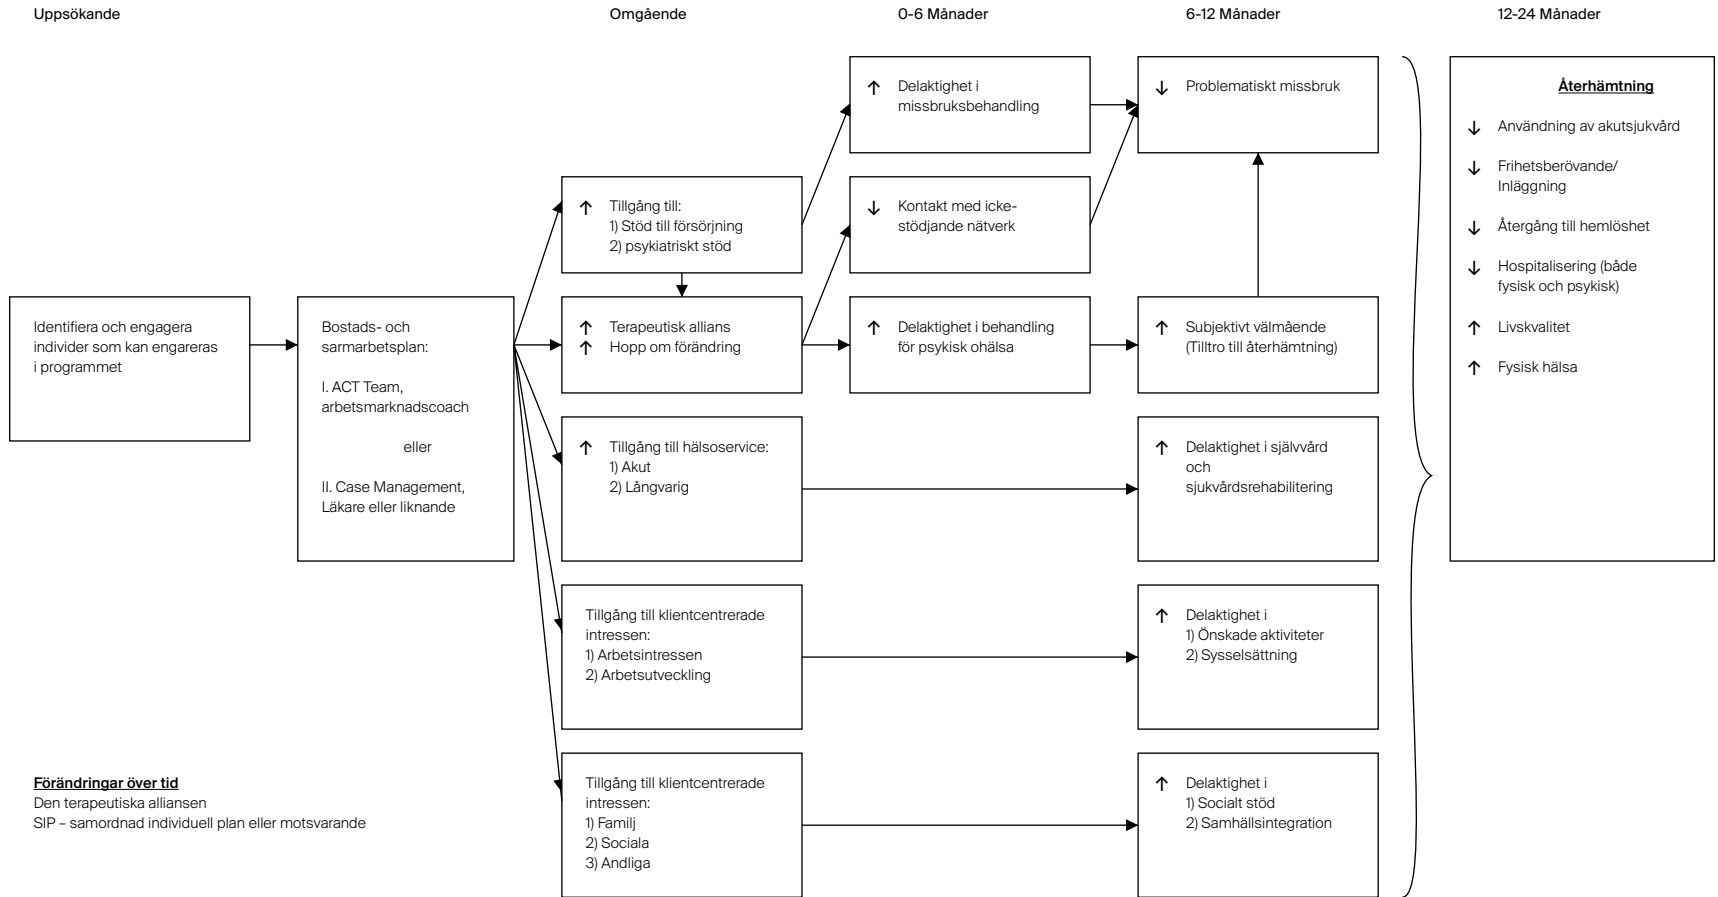 Uppsökande
Omgående
0-6 Månader
6-12 Månader
12-24 Månader
Identifiera och engagera
individer som kan engareras
i programmet
Bostads- och
sarmarbetsplan:
I. ACT Team,
arbetsmarknadscoach
eller
II. Case Management,
Läkare eller liknande
↑ Tillgång till:
1) Stöd till försörjning
2) psykiatriskt stöd
↑ Terapeutisk allians
↑ Hopp om förändring
↑ Tillgång till hälsoservice:
1) Akut
2) Långvarig
Tillgång till klientcentrerade
intressen:
1) Arbetsintressen
2) Arbetsutveckling
Tillgång till klientcentrerade
intressen:
1) Familj
2) Sociala
3) Andliga
↑ Delaktighet i
missbruksbehandling
↓ Kontakt med icke-
stödjande nätverk
↑ Delaktighet i behandling
för psykisk ohälsa
↓ Problematiskt missbruk
↑ Subjektivt välmående
(Tilltro till återhämtning)
↑ Delaktighet i självvård
och
sjukvårdsrehabilitering
↑ Delaktighet i
1) Önskade aktiviteter
2) Sysselsättning
↑ Delaktighet i
1) Socialt stöd
2) Samhällsintegration
Återhämtning
↓ Användning av akutsjukvård
↓ Frihetsberövande/
Inläggning
↓ Återgång till hemlöshet
↓ Hospitalisering (både
fysisk och psykisk)
↑ Livskvalitet
↑ Fysisk hälsa
Förändringar över tid
Den terapeutiska alliansen
SIP – samordnad individuell plan eller motsvarande